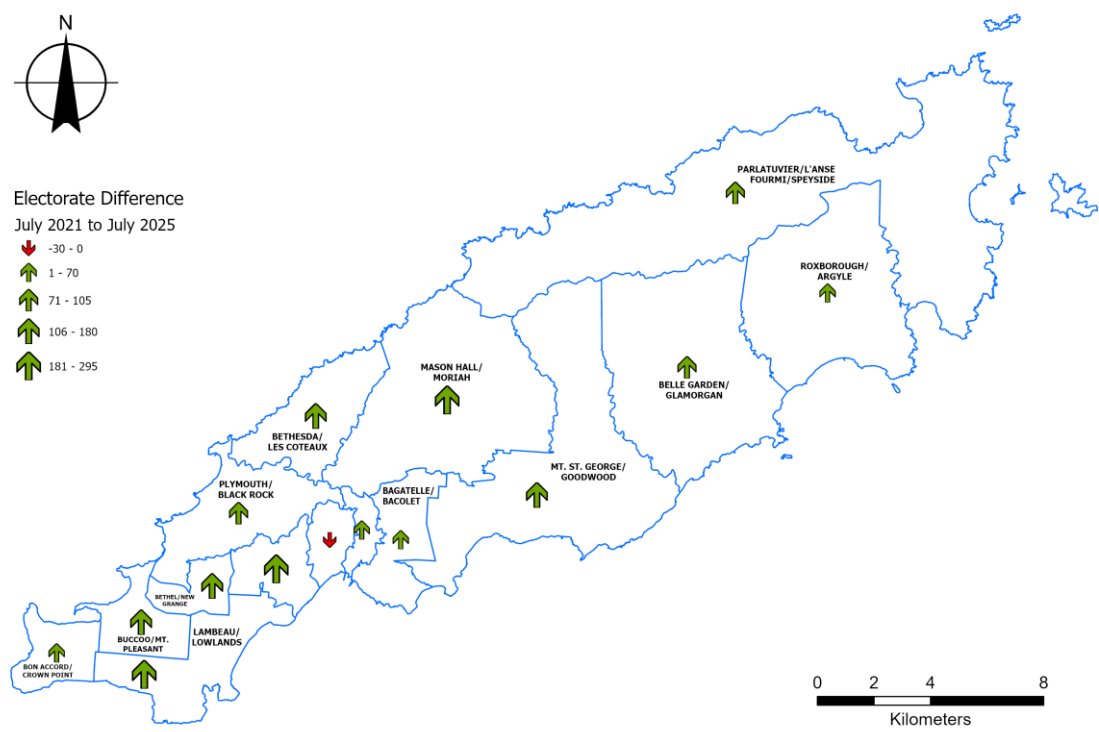 N
Electorate Difference
July 2021 to July 2025
-30 - 0
1 - 70
71 - 105
106 - 180
181 - 295
PARLATUVIER/L'ANSE
FOURMI/SPEYSIDE
ROXBOROUGH/
ARGYLE
BELLE GARDEN/
GLAMORGAN
MASON HALL/
MORIAH
BETHESDA/
LES COTEAUX
MT. ST. GEORGE/
GOODWOOD
PLYMOUTH/
BLACK ROCK
BAGATELLE/
BACOLET
BETHEL/NEW
GRANGE
BUCCOO/MT.
PLEASANT
LAMBEAU/
LOWLANDS
BON ACCORD/
CROWN POINT
0 2 4 8
Kilometers